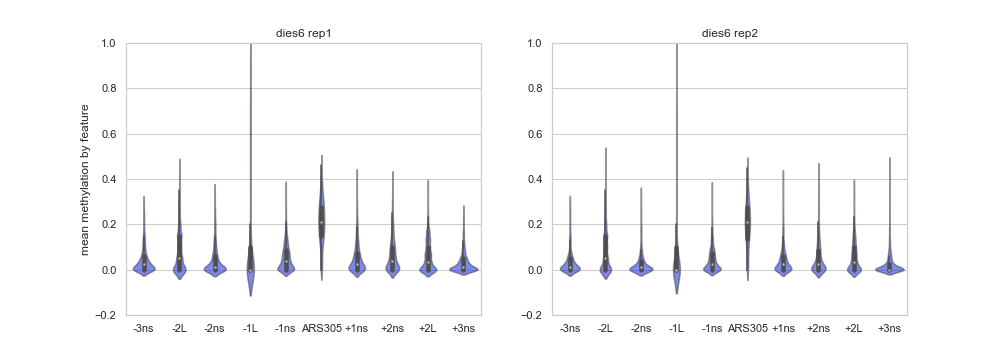 dies6 rep1
dies6 rep2
mean methylation by feature
1.0
0.8
0.6
0.4
0.2
0.0
−0.2
-3ns -2L -2ns -1L -1ns ARS305 +1ns +2ns +2L +3ns
1.0
0.8
0.6
0.4
0.2
0.0
−0.2
-3ns -2L -2ns -1L -1ns ARS305 +1ns +2ns +2L +3ns